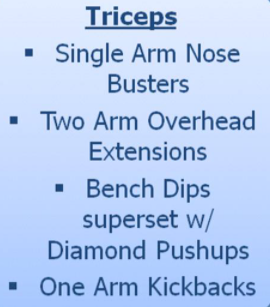 Triceps
▪ Single Arm Nose
Busters
▪ Two Arm Overhead
Extensions
▪ Bench Dips
superset w/
Diamond Pushups
▪ One Arm Kickbacks